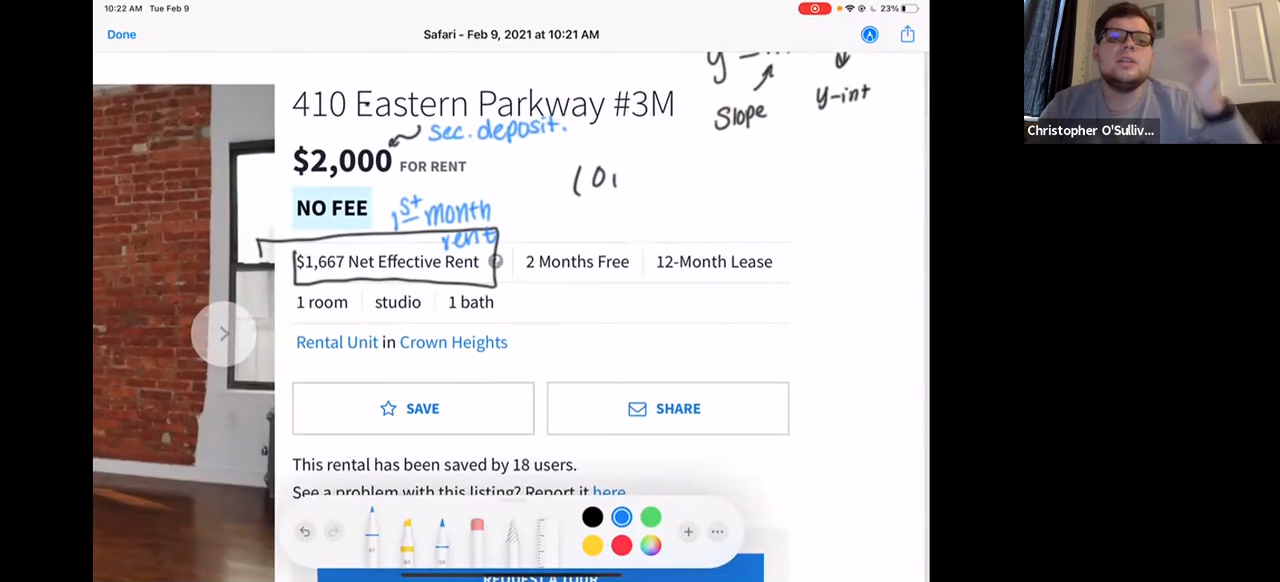 10:22 AM Tue Feb 9
23%
Done
Safari - Feb 9, 2021 at 10:21 AM
y =
Slope
y-int
410 Eastern Parkway #3M
sec. deposit.
$2,000 FOR RENT
(0,
NO FEE
1st month
rent
$1,667 Net Effective Rent ? 2 Months Free 12-Month Lease
1 room studio 1 bath
Rental Unit in Crown Heights
SAVE
SHARE
This rental has been saved by 18 users.
See a problem with this listing? Report it here
REQUEST A TOUR
Christopher O'Sulliv...